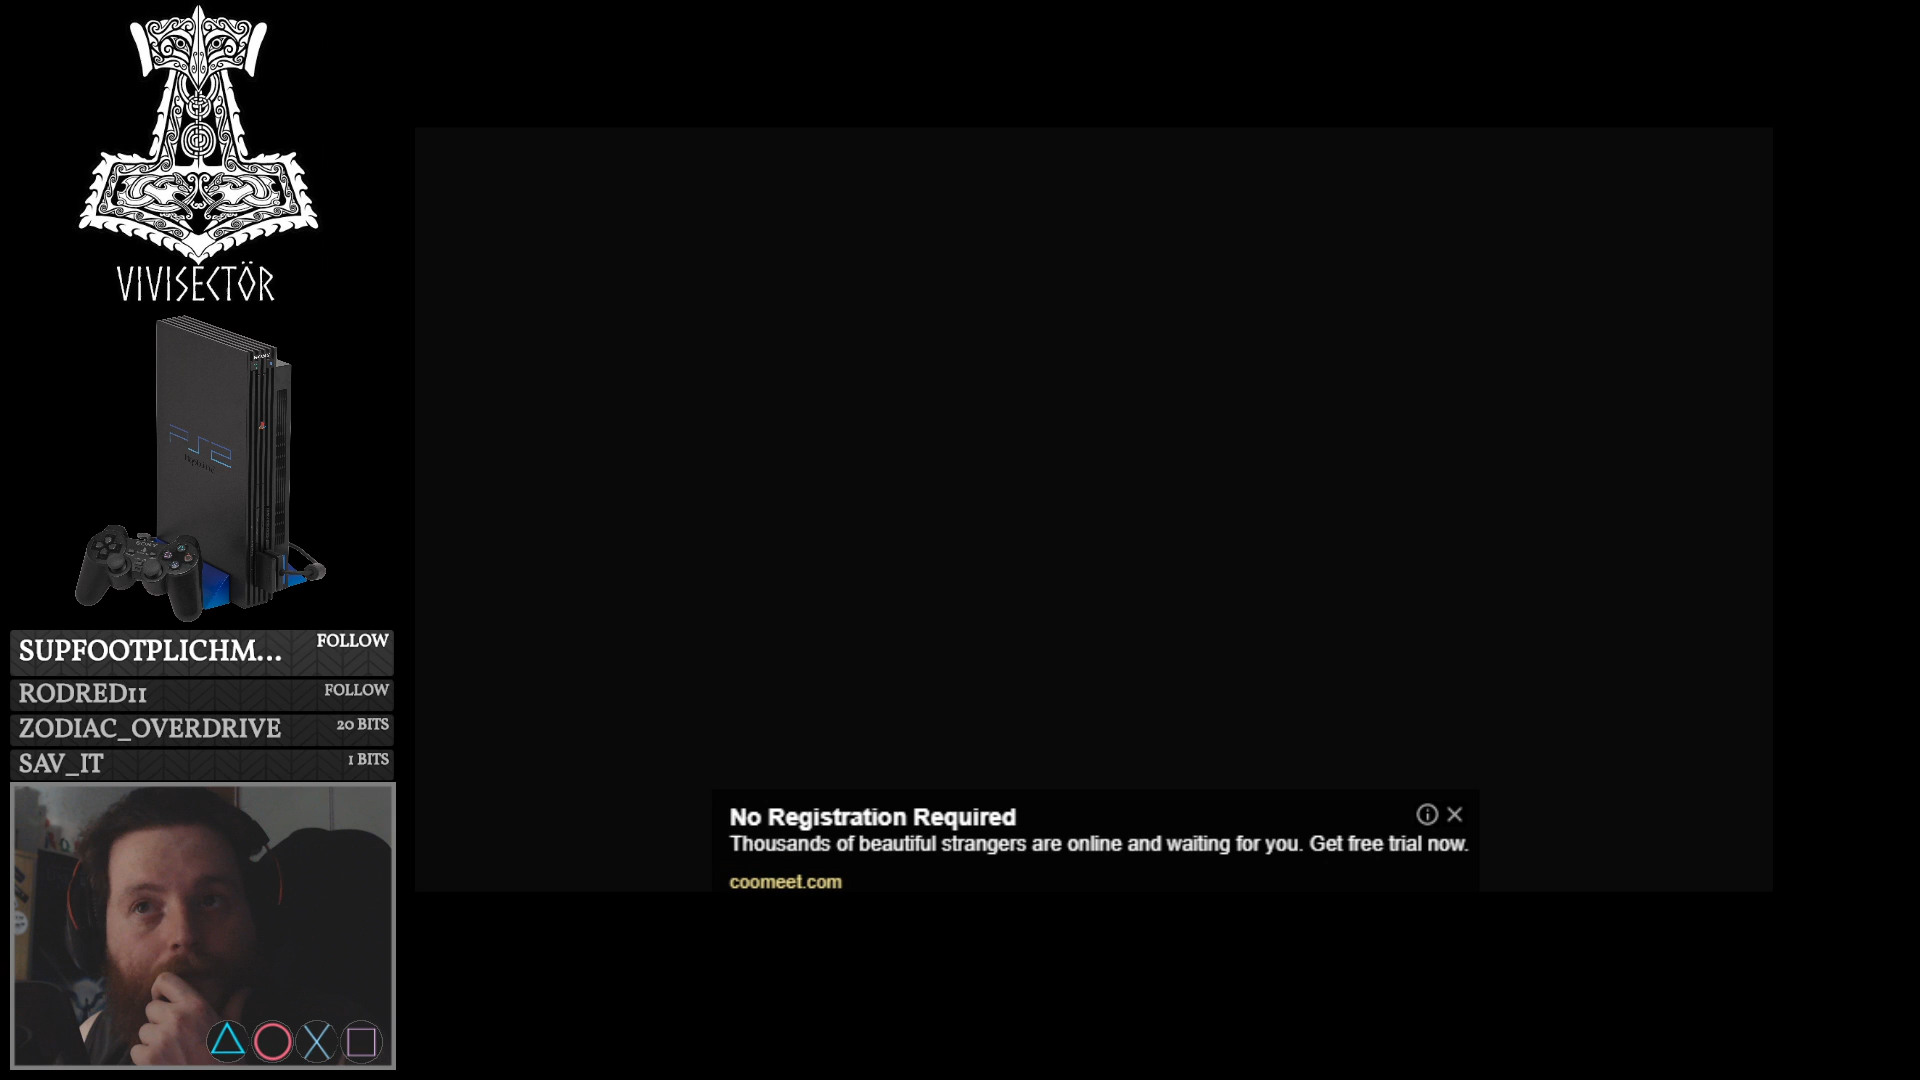 VIVISECTÖR
PS2
SUPFOOTPLICHM...
FOLLOW
RODRED11
FOLLOW
ZODIAC_OVERDRIVE
20 BITS
SAV_IT
1 BITS
No Registration Required
Thousands of beautiful strangers are online and waiting for you. Get free trial now.
coomeet.com